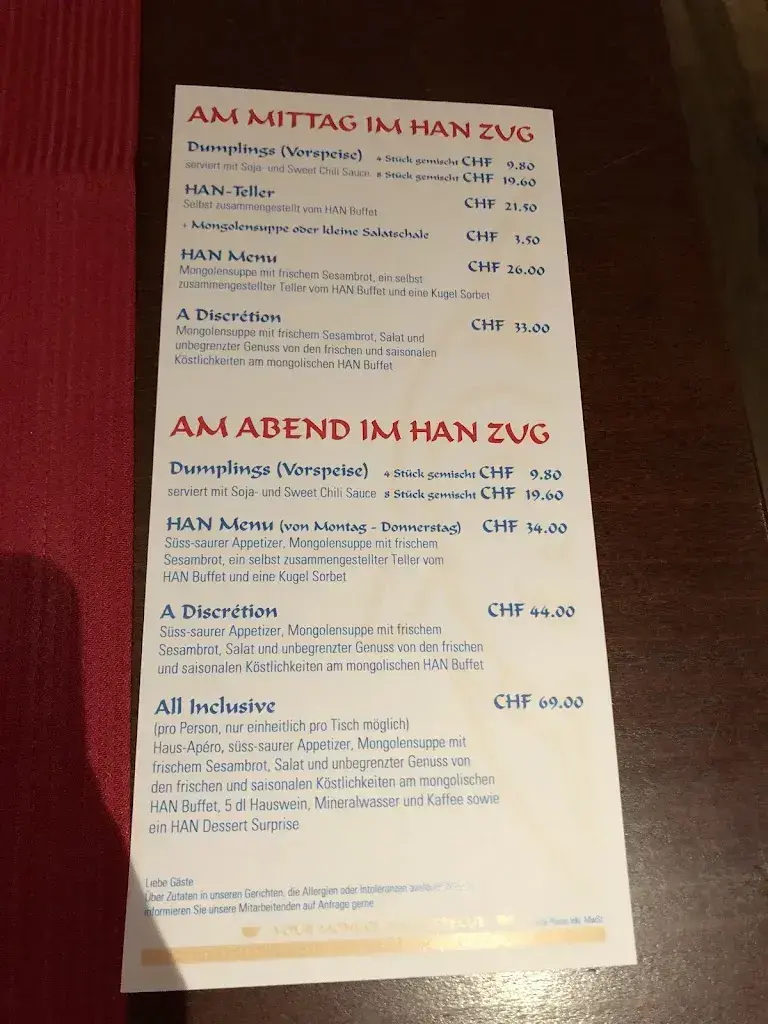 AM MITTAG IM HAN ZUG
Dumplings (Vorspeise) 4 Stück gemischt CHF 9.80
serviert mit Soja- und Sweet Chili Sauce 8 Stück gemischt CHF 19.60
HAN-Teller CHF 21.50
Selbst zusammengestellt vom HAN Buffet
+ Mongolensuppe oder kleine Salatschale CHF 3.50
HAN Menu CHF 26.00
Mongolensuppe mit frischem Sesambrot, ein selbst
zusammengestellter Teller vom HAN Buffet und eine Kugel Sorbet
A Discrétion CHF 33.00
Mongolensuppe mit frischem Sesambrot, Salat und
unbegrenzter Genuss von den frischen und saisonalen
Köstlichkeiten am mongolischen HAN Buffet
AM ABEND IM HAN ZUG
Dumplings (Vorspeise) 4 Stück gemischt CHF 9.80
serviert mit Soja- und Sweet Chili Sauce 8 Stück gemischt CHF 19.60
HAN Menu (von Montag - Donnerstag) CHF 34.00
Süss-saurer Appetizer, Mongolensuppe mit frischem
Sesambrot, ein selbst zusammengestellter Teller vom
HAN Buffet und eine Kugel Sorbet
A Discrétion CHF 44.00
Süss-saurer Appetizer, Mongolensuppe mit frischem
Sesambrot, Salat und unbegrenzter Genuss von den frischen
und saisonalen Köstlichkeiten am mongolischen HAN Buffet
All Inclusive CHF 69.00
(pro Person, nur einheitlich pro Tisch möglich)
Haus-Apéro, süss-saurer Appetizer, Mongolensuppe mit
frischem Sesambrot, Salat und unbegrenzter Genuss von
den frischen und saisonalen Köstlichkeiten am mongolischen
HAN Buffet, 5 dl Hauswein, Mineralwasser und Kaffee sowie
ein HAN Dessert Surprise
Liebe Gäste
Über Zutaten in unseren Gerichten, die Allergien oder Intoleranzen
informieren Sie unsere Mitarbeitenden auf Anfrage gerne
inkl. MwSt